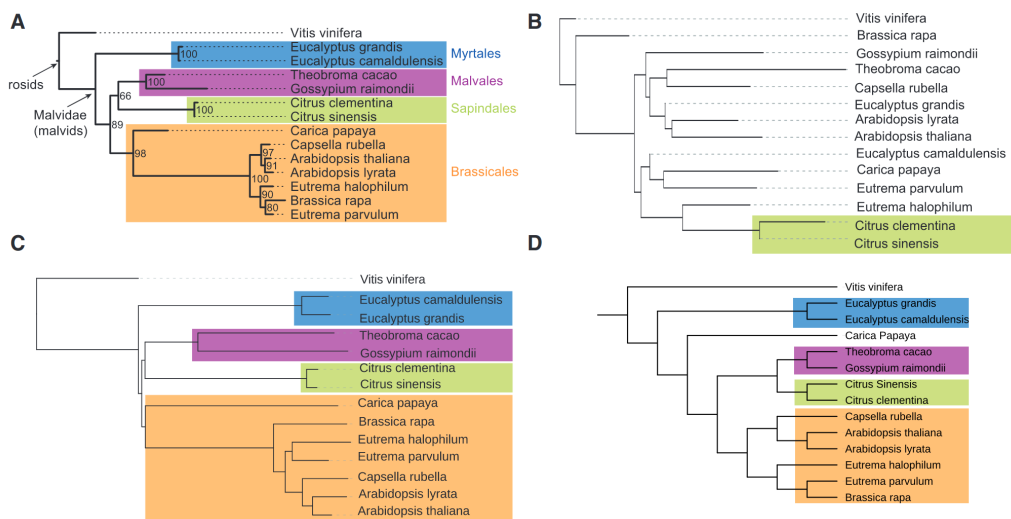 A
Vitis vinifera
Eucalyptus grandis
100
Eucalyptus camaldulensis
Myrtales
rosids
Theobroma cacao
100
Gossypium raimondii
Malvales
Malvidae
(malvids)
66
Citrus clementina
100
Citrus sinensis
Sapindales
89
Carica papaya
98
Capsella rubella
97
Arabidopsis thaliana
91
Arabidopsis lyrata
Brassicales
100
Eutrema halophilum
90
Brassica rapa
80
Eutrema parvulum
B
Vitis vinifera
Brassica rapa
Gossypium raimondii
Theobroma cacao
Capsella rubella
Eucalyptus grandis
Arabidopsis lyrata
Arabidopsis thaliana
Eucalyptus camaldulensis
Carica papaya
Eutrema parvulum
Eutrema halophilum
Citrus clementina
Citrus sinensis
C
Vitis vinifera
Eucalyptus camaldulensis
Eucalyptus grandis
Theobroma cacao
Gossypium raimondii
Citrus clementina
Citrus sinensis
Carica papaya
Brassica rapa
Eutrema halophilum
Eutrema parvulum
Capsella rubella
Arabidopsis lyrata
Arabidopsis thaliana
D
Vitis vinifera
Eucalyptus grandis
Eucalyptus camaldulensis
Carica Papaya
Theobroma cacao
Gossypium raimondii
Citrus Sinensis
Citrus clementina
Capsella rubella
Arabidopsis thaliana
Arabidopsis lyrata
Eutrema halophilum
Eutrema parvulum
Brassica rapa